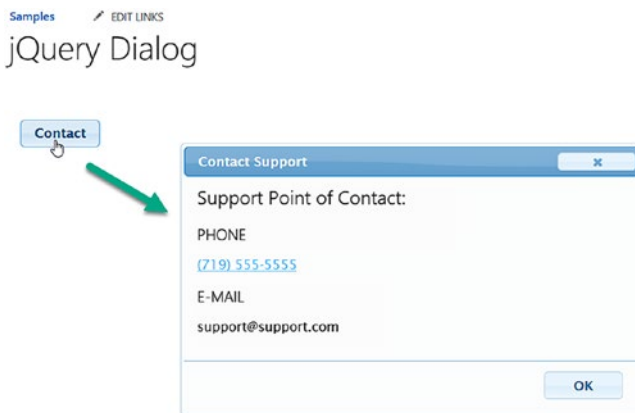 Samples EDIT LINKS
jQuery Dialog
Contact
Contact Support
Support Point of Contact:
PHONE
(719) 555-5555
E-MAIL
support@support.com
OK